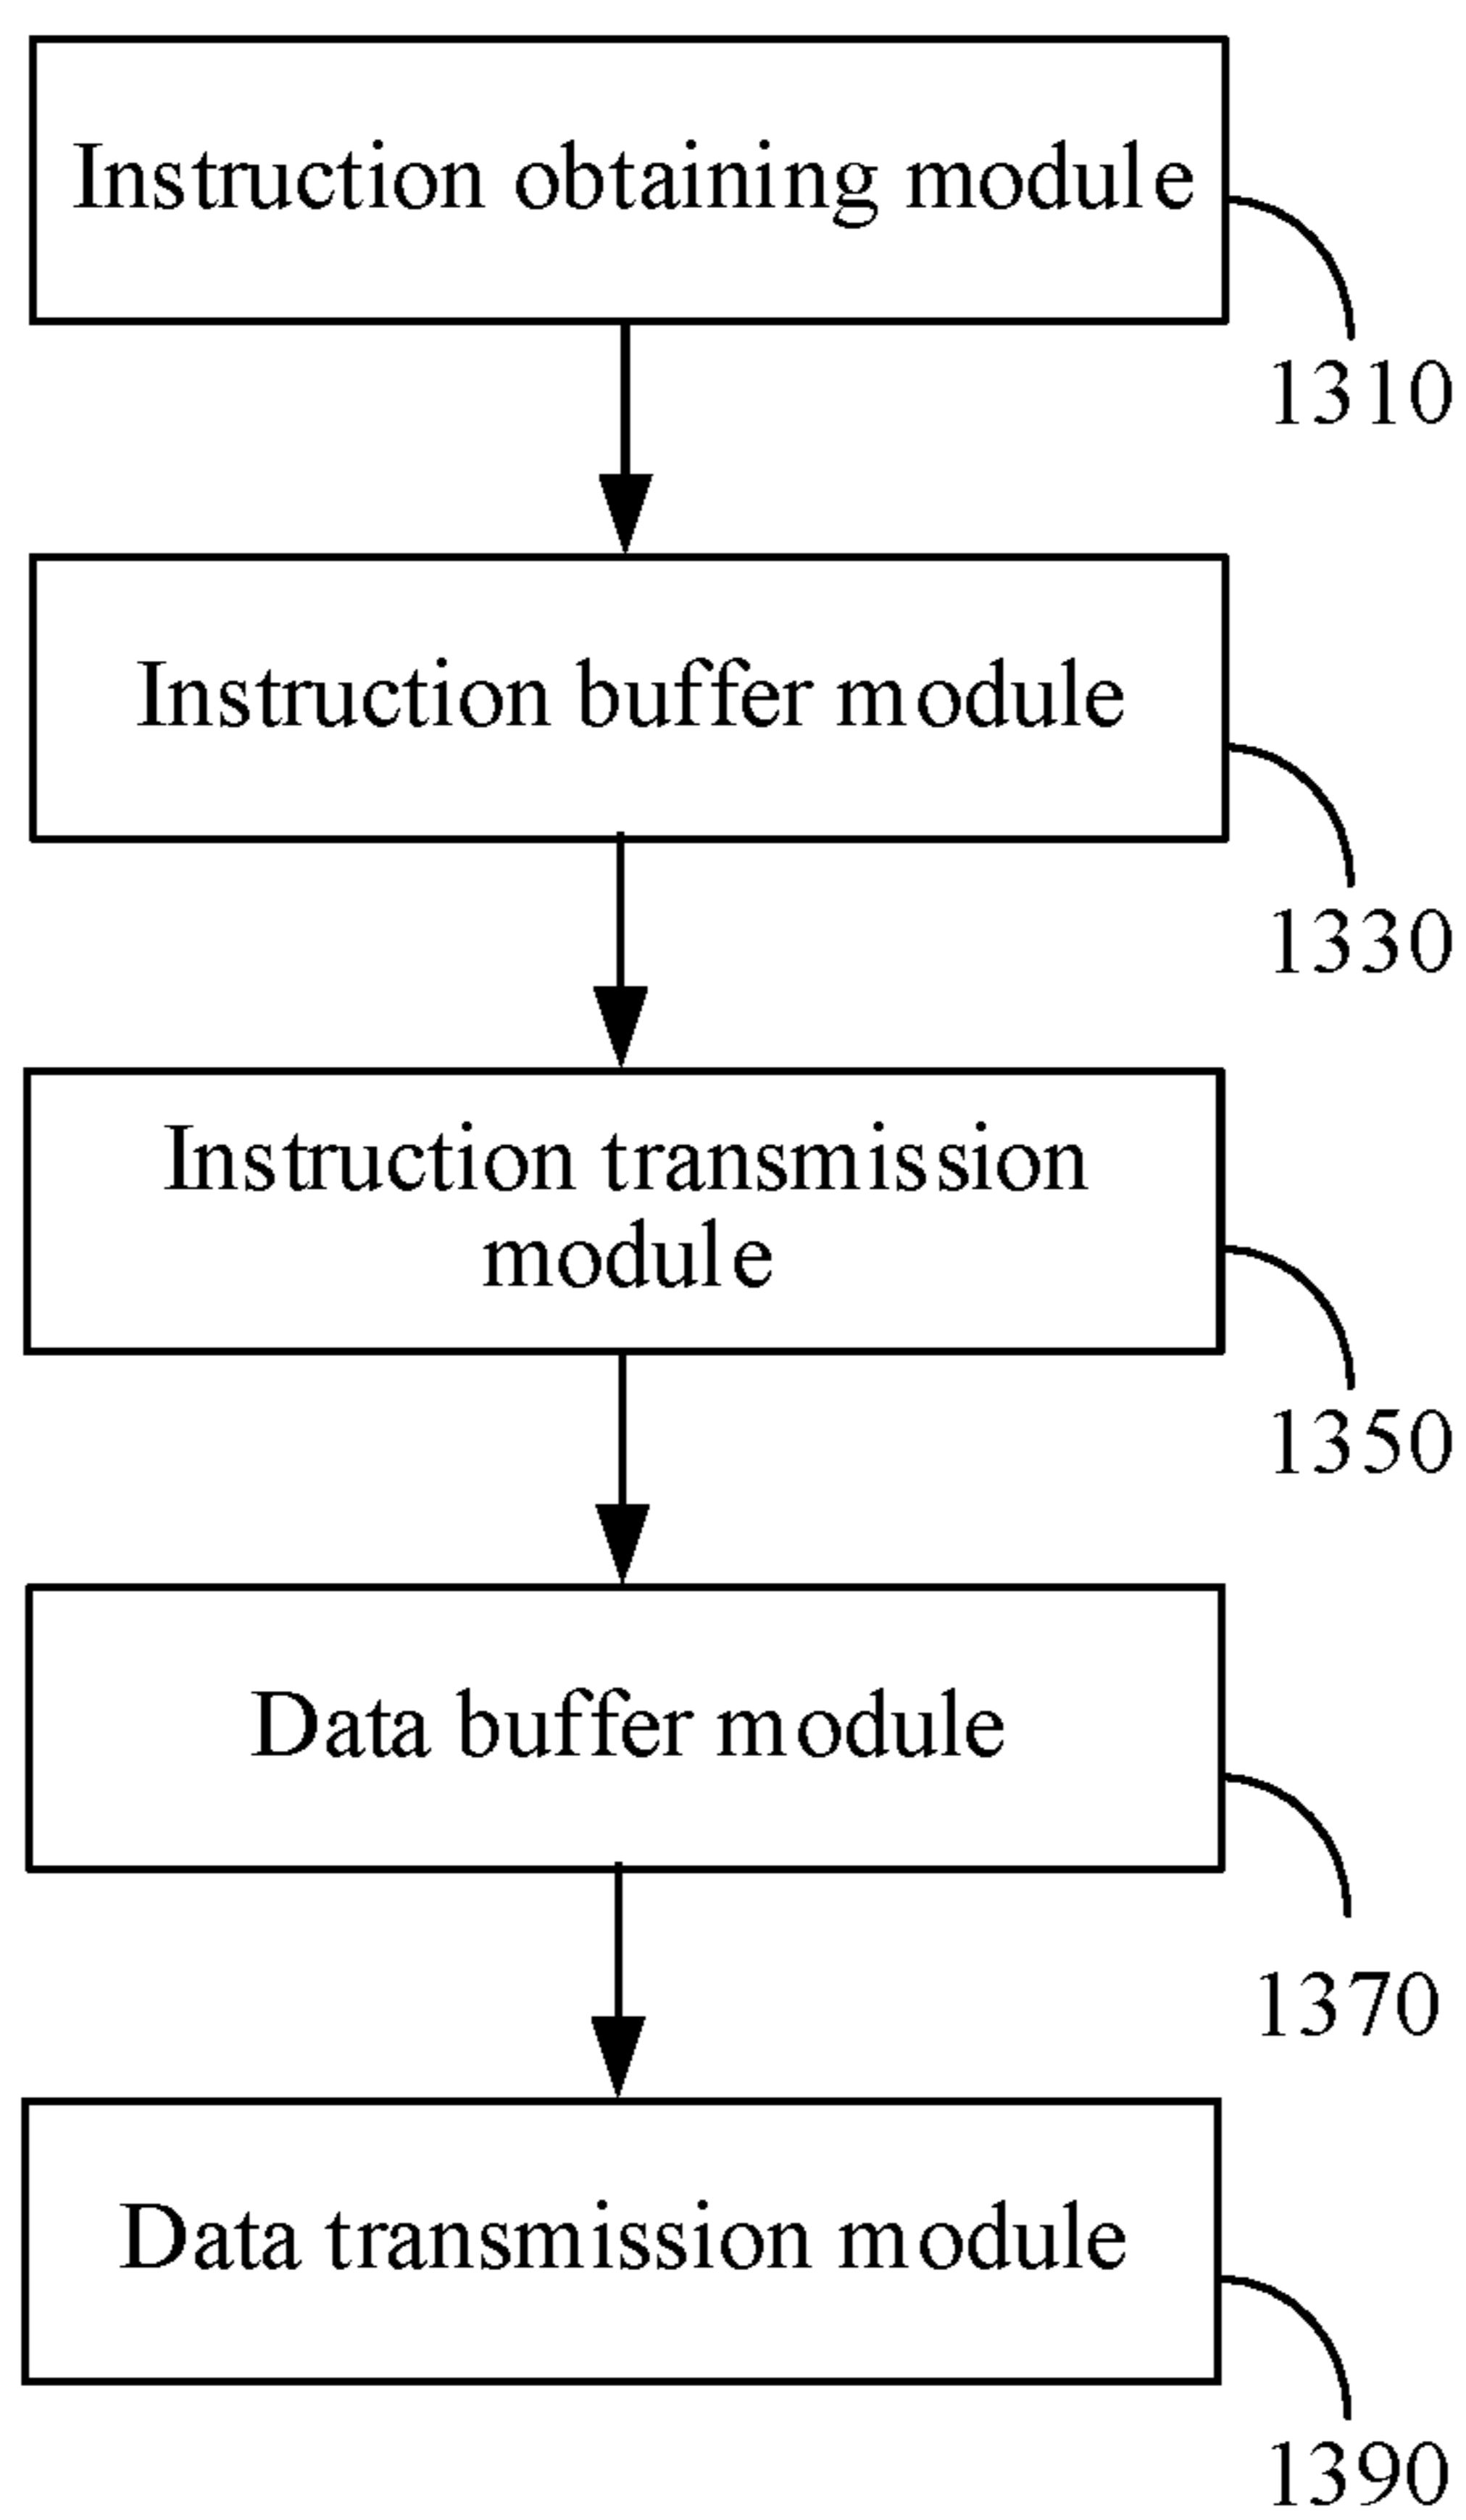 Instruction obtaining module
1310
Instruction buffer module
1330
Instruction transmission
module
1350
Data buffer module
1370
Data transmission module
1390